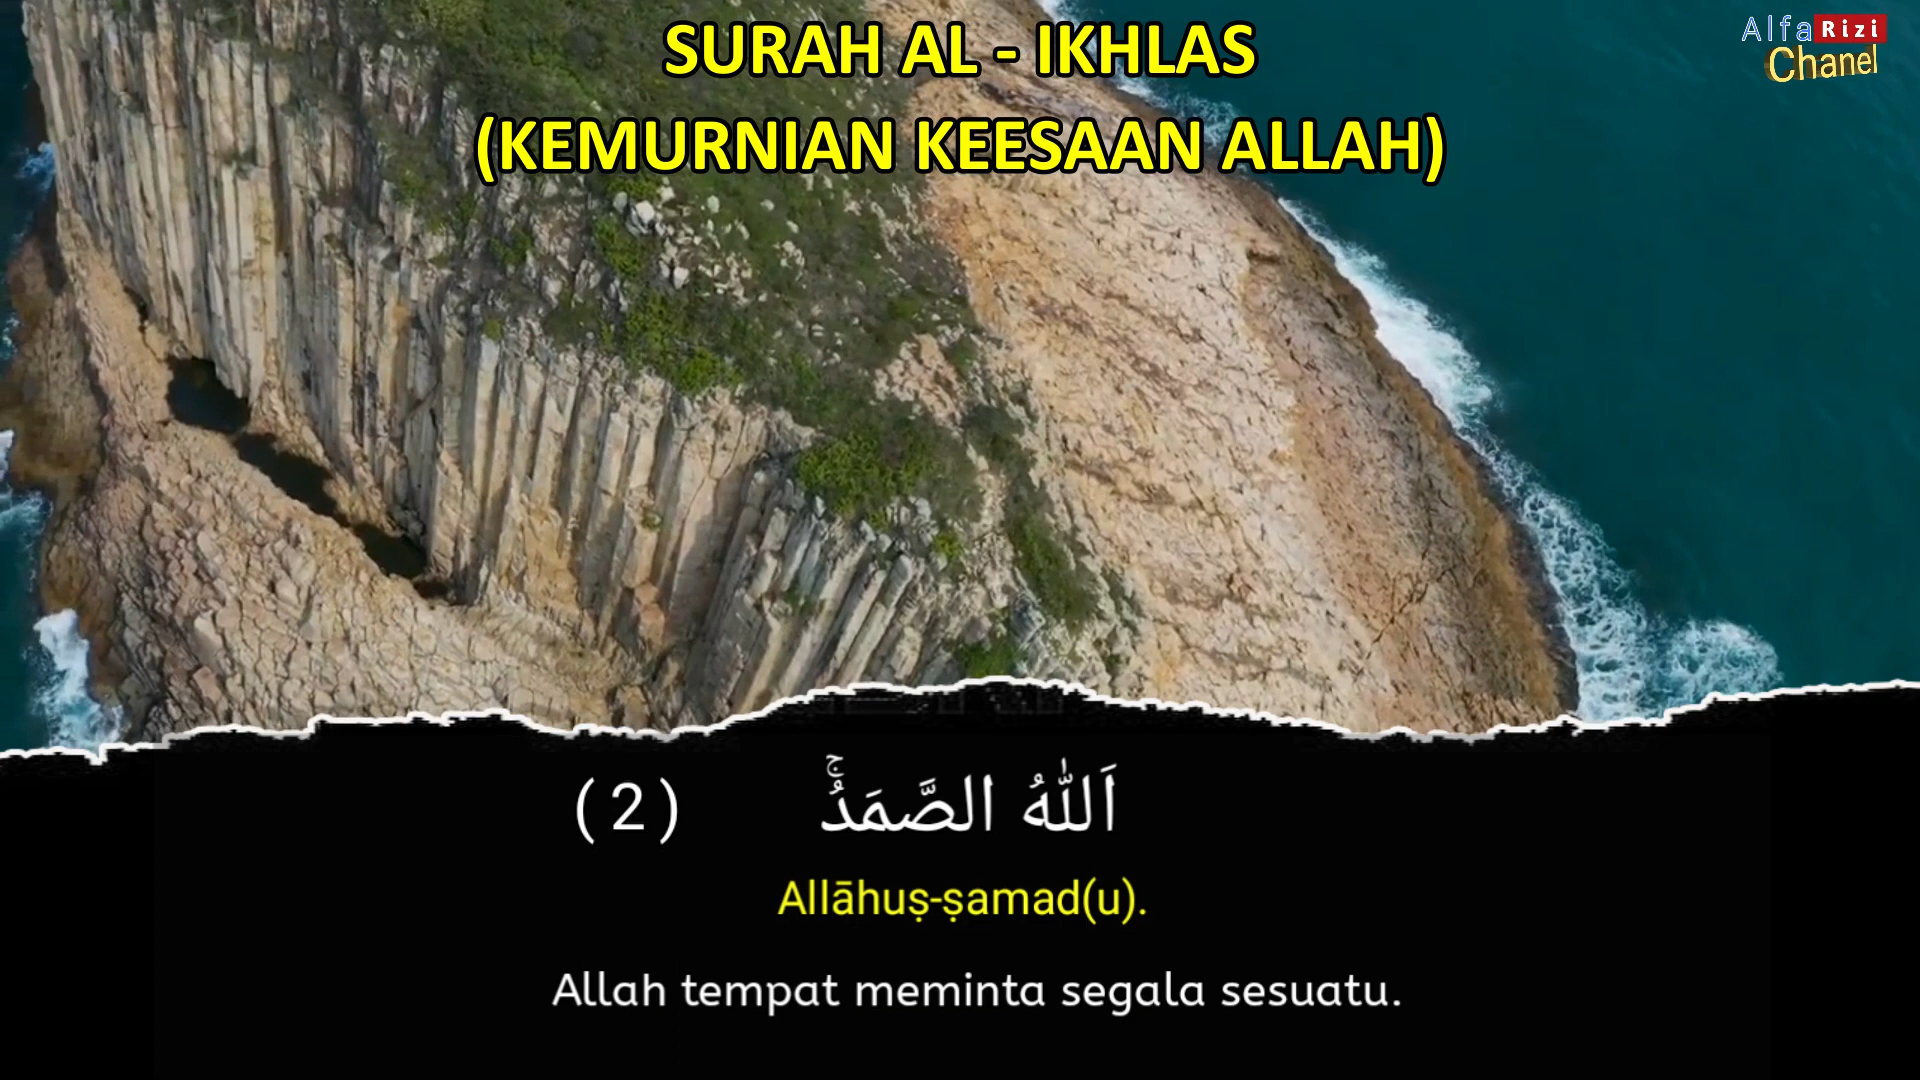 SURAH AL - IKHLAS
(KEMURNIAN KEESAAN ALLAH)
Alfa Rizi
Chanel
اَللّٰهُ الصَّمَدُۚ (2)
Allāhuṣ-ṣamad(u).
Allah tempat meminta segala sesuatu.